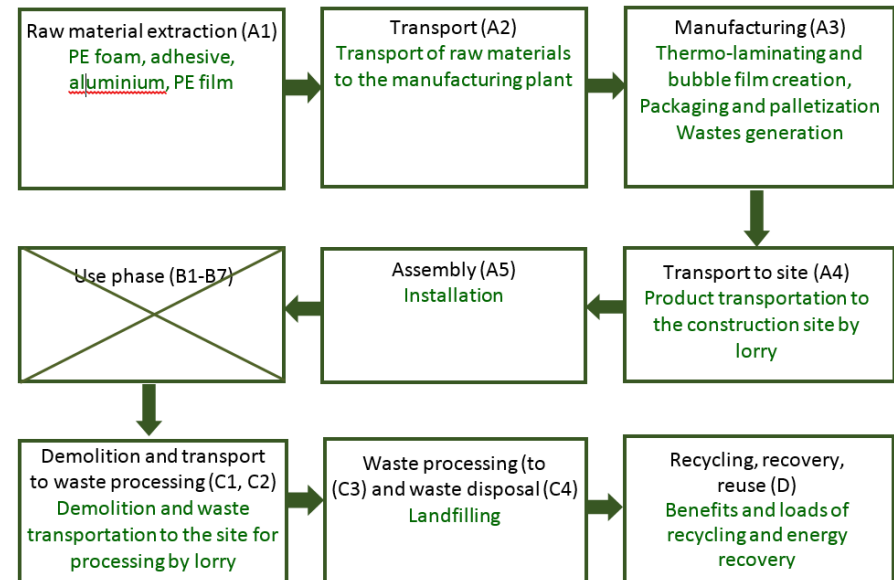 Raw material extraction (A1)
PE foam, adhesive,
aluminium, PE film
Transport (A2)
Transport of raw materials
to the manufacturing plant
Manufacturing (A3)
Thermo-laminating and
bubble film creation,
Packaging and palletization
Wastes generation
Transport to site (A4)
Product transportation to
the construction site by
lorry
Assembly (A5)
Installation
Use phase (B1-B7)
Demolition and transport
to waste processing (C1, C2)
Demolition and waste
transportation to the site for
processing by lorry
Waste processing (to
(C3) and waste disposal (C4)
Landfilling
Recycling, recovery,
reuse (D)
Benefits and loads of
recycling and energy
recovery